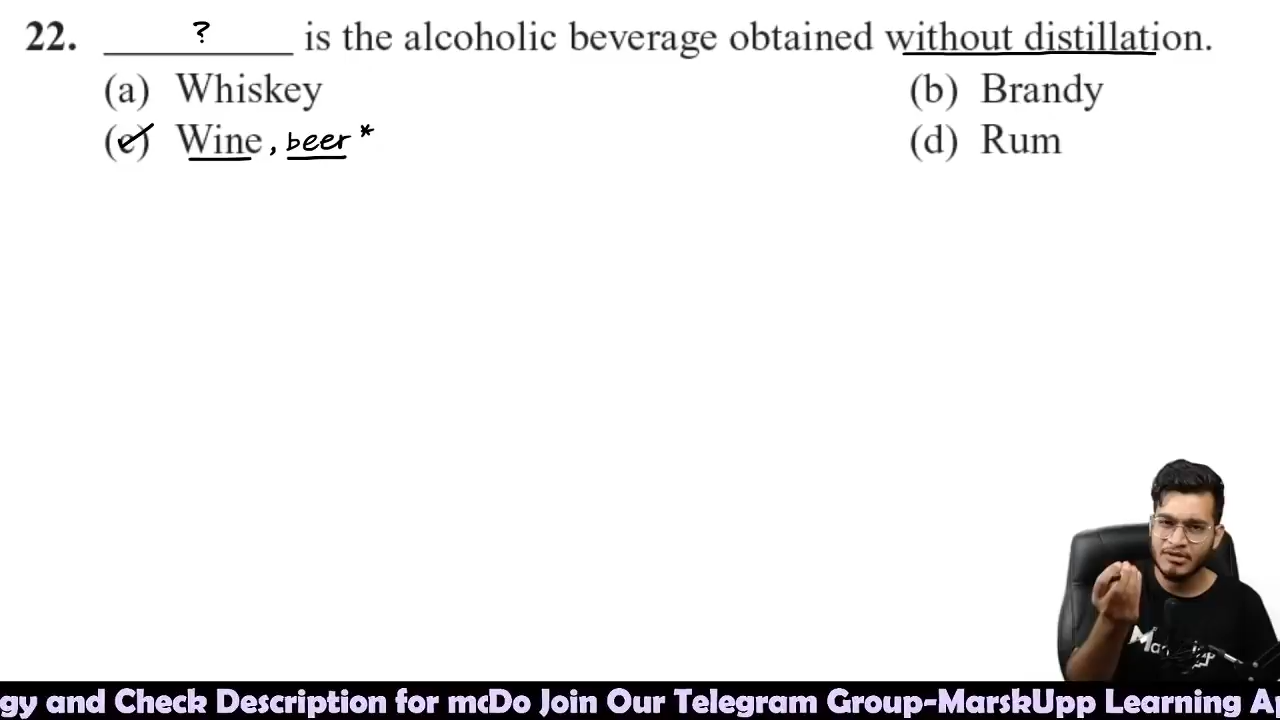 22. ? is the alcoholic beverage obtained without distillation.
(a) Whiskey (b) Brandy
(c) Wine, beer* (d) Rum
gy and Check Description for mcDo Join Our Telegram Group-MarskUpp Learning A